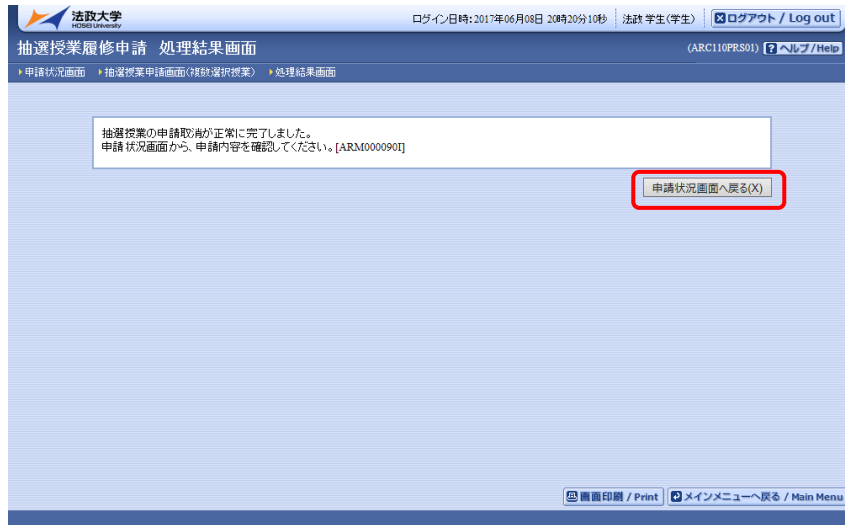 法政大学
HOSEI University
ログイン日時:2017年06月08日 20時20分10秒
法政 学生(学生)
ログアウト / Log out
抽選授業履修申請 処理結果画面
(ARC110PRS01)
ヘルプ/Help
申請状況画面
抽選授業申請画面(複数選択授業)
処理結果画面
抽選授業の申請取消が正常に完了しました。
申請状況画面から、申請内容を確認してください。[ARM000090I]
申請状況画面へ戻る(X)
画面印刷 / Print
メインメニューへ戻る / Main Menu